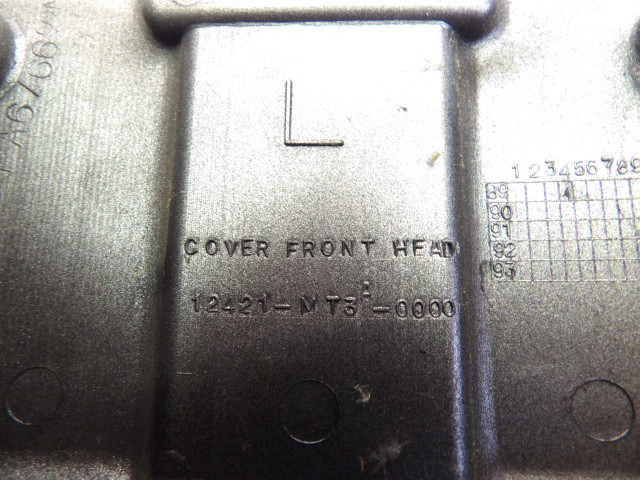 L
123456789
89
90
91
92
93
COVER FRONT HEAD
12421-MT3-0000